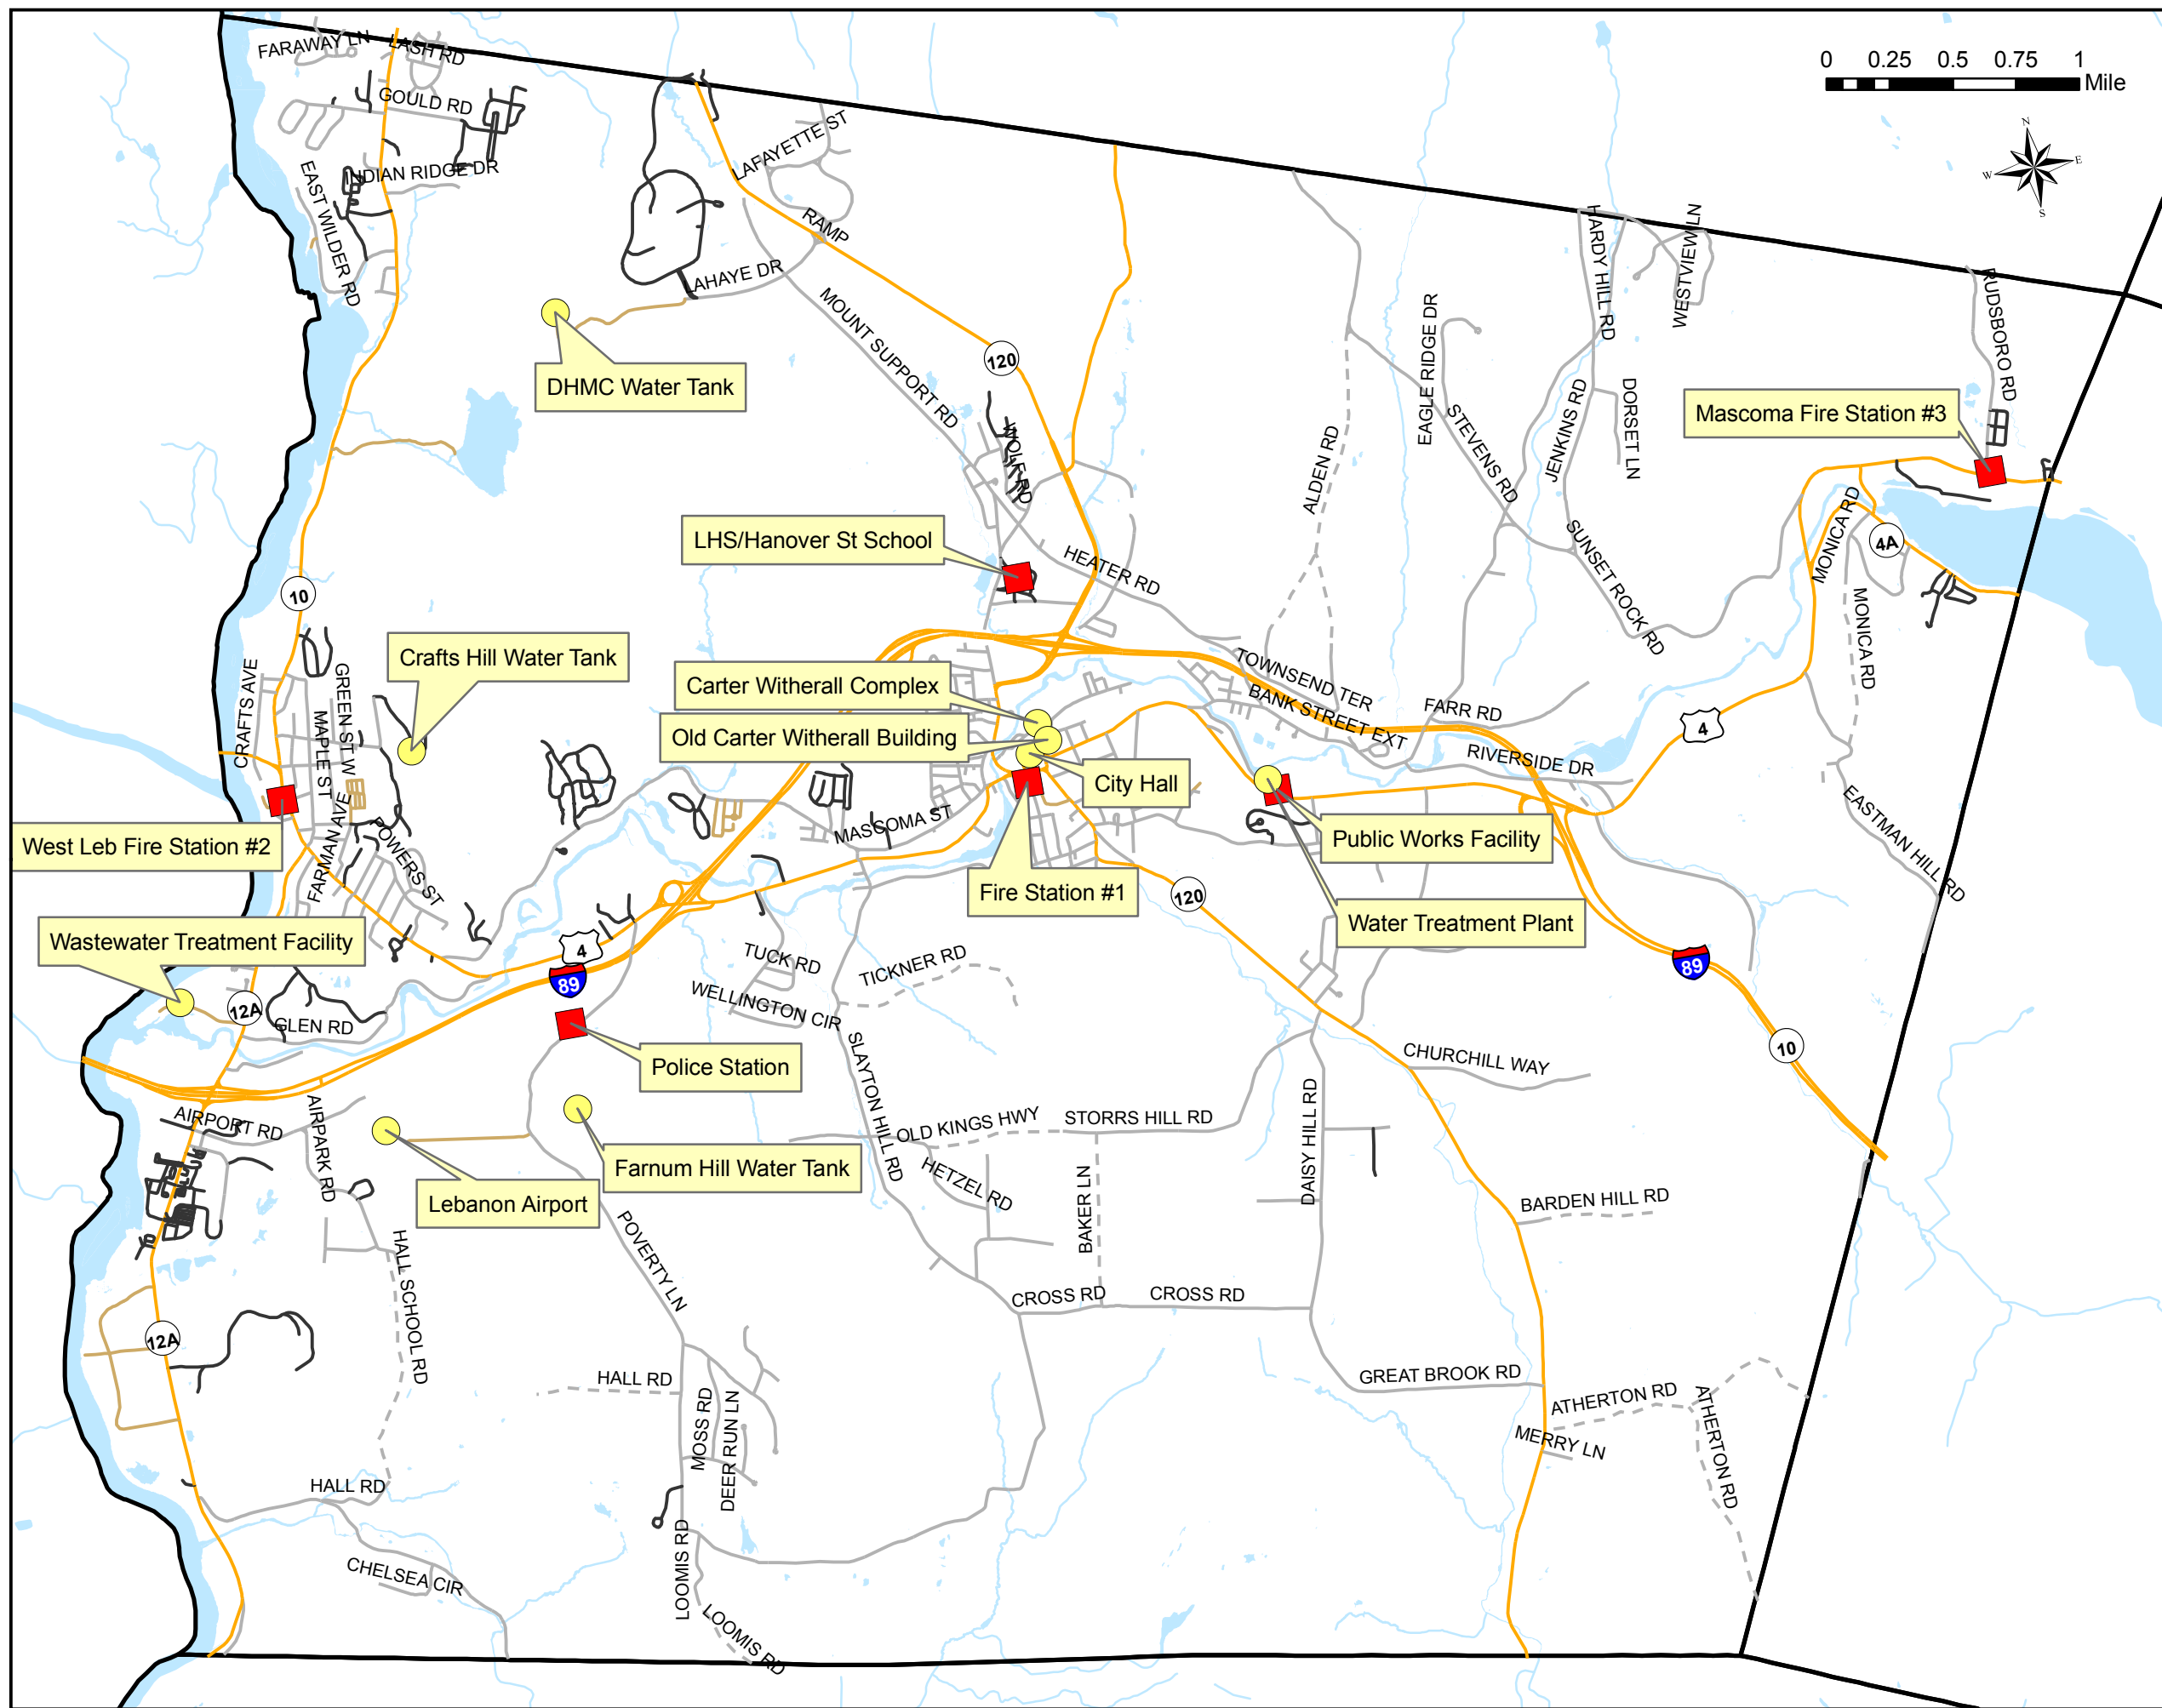 0 0.25 0.5 0.75 1
Mile
N
E
W
S
FARAWAY LN
LASH RD
GOULD RD
INDIAN RIDGE DR
EAST WILDER RD
LAFAYETTE ST
RAMP
LAHAYE DR
MOUNT SUPPORT RD
120
DHMC Water Tank
WOLF RD
HARDY HILL RD
WESTVIEW LN
RUDSBORO RD
EAGLE RIDGE DR
STEVENS RD
JENKINS RD
DORSET LN
ALDEN RD
Mascoma Fire Station #3
MONICA RD
4A
MONICA RD
SUNSET ROCK RD
LHS/Hanover St School
HEATER RD
10
Crafts Hill Water Tank
CRAFTS AVE
GREEN ST W
MAPLE ST
FARMAN AVE
POWERS ST
Carter Witherall Complex
Old Carter Witherall Building
City Hall
TOWNSEND TER
BANK STREET EXT
FARR RD
RIVERSIDE DR
4
EASTMAN HILL RD
West Leb Fire Station #2
MASCOMA ST
Public Works Facility
Fire Station #1
120
Water Treatment Plant
Wastewater Treatment Facility
4
89
89
TUCK RD
TICKNER RD
WELLINGTON CIR
12A
GLEN RD
Police Station
SLAYTON HILL RD
CHURCHILL WAY
10
AIRPORT RD
AIRPARK RD
OLD KINGS HWY
STORRS HILL RD
DAISY HILL RD
Farnum Hill Water Tank
Lebanon Airport
HETZEL RD
BAKER LN
BARDEN HILL RD
POVERTY LN
HALL SCHOOL RD
CROSS RD
CROSS RD
12A
HALL RD
MOSS RD
DEER RUN LN
GREAT BROOK RD
ATHERTON RD
ATHERTON RD
MERRY LN
HALL RD
CHELSEA CIR
LOOMIS RD
LOOMIS RD